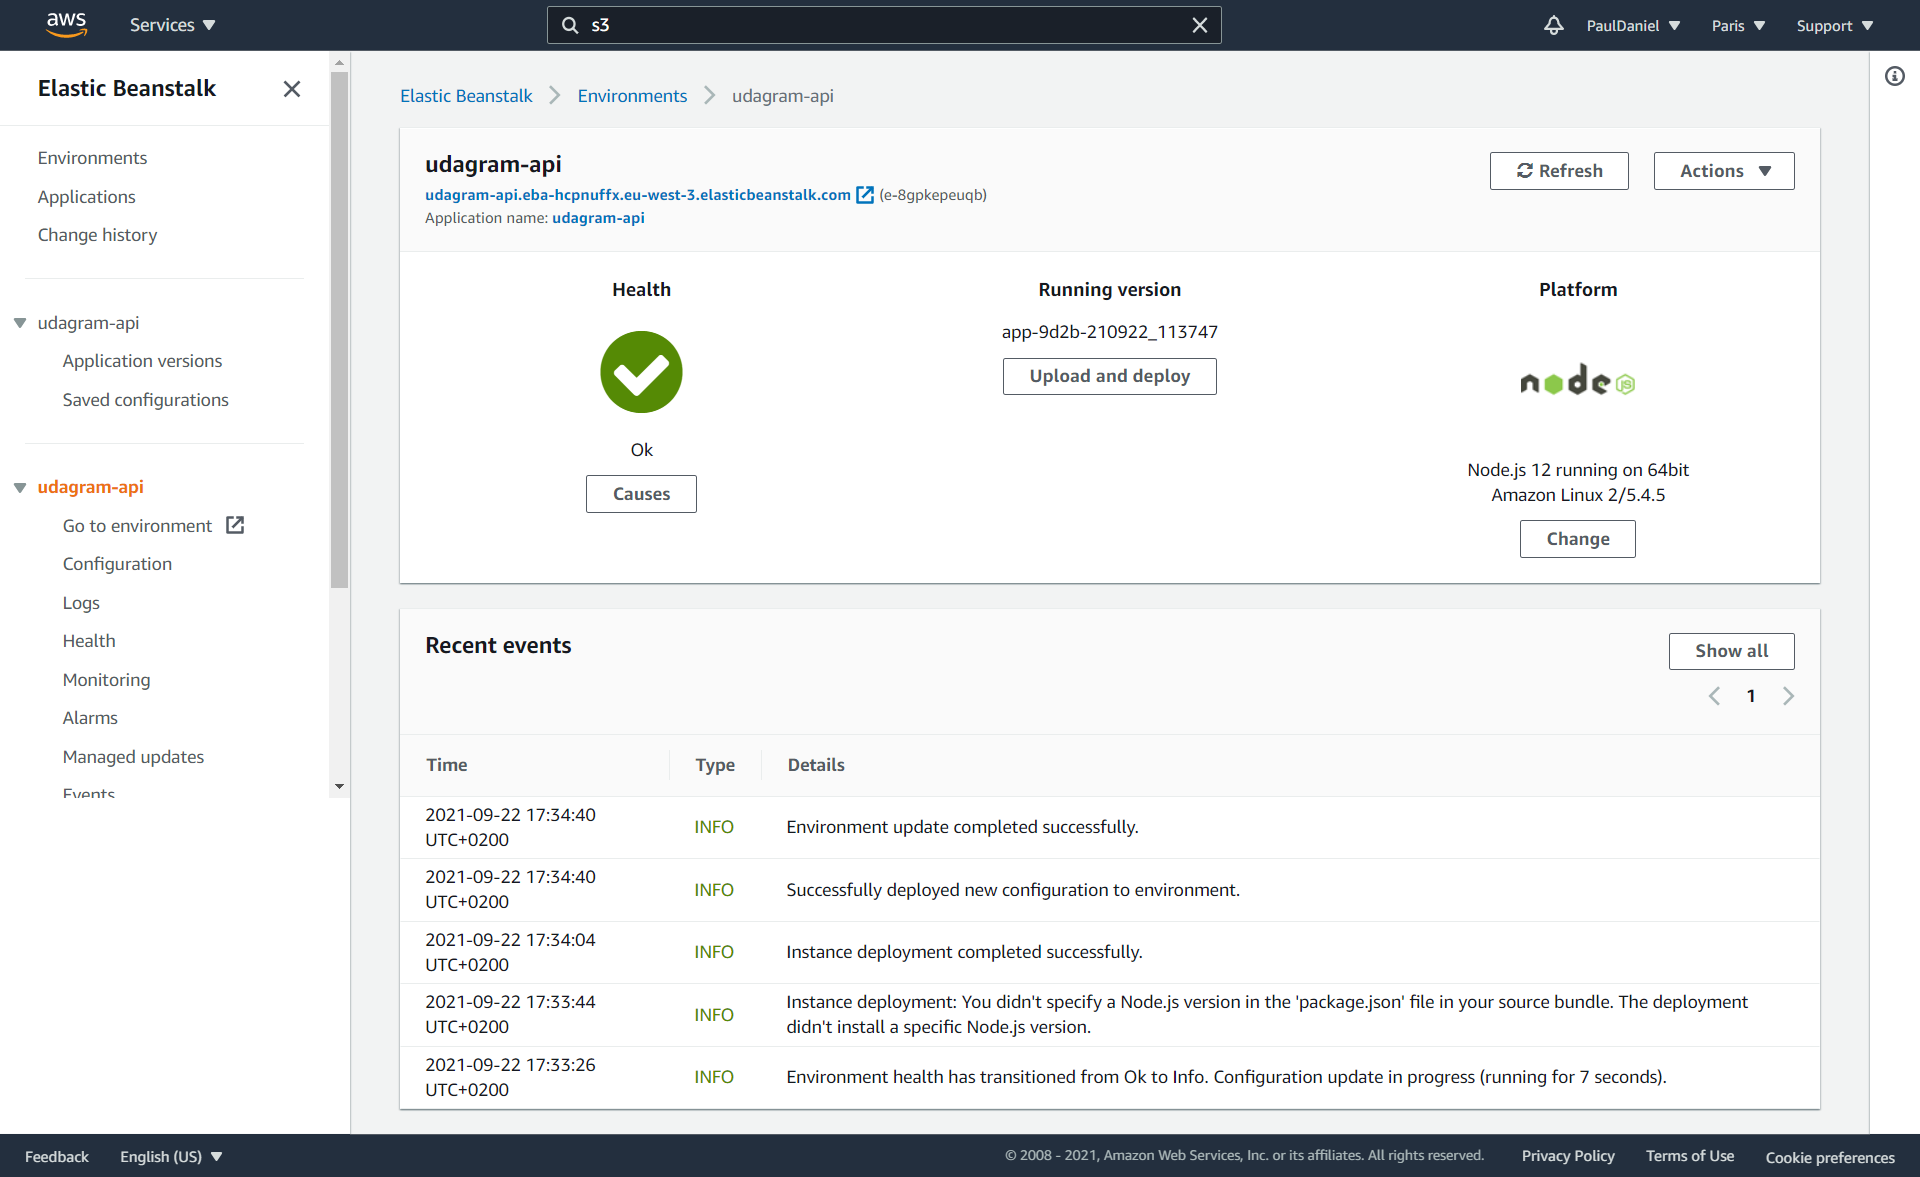 aws
Services
s3
PaulDaniel
Paris
Support
Elastic Beanstalk
Environments
Applications
Change history
udagram-api
Application versions
Saved configurations
udagram-api
Go to environment
Configuration
Logs
Health
Monitoring
Alarms
Managed updates
Events
Elastic Beanstalk
Environments
udagram-api
udagram-api
udagram-api.eba-hcpnuffx.eu-west-3.elasticbeanstalk.com (e-8gpkepeuqb)
Application name: udagram-api
Refresh
Actions
Health
Ok
Causes
Running version
app-9d2b-210922_113747
Upload and deploy
Platform
node JS
Node.js 12 running on 64bit
Amazon Linux 2/5.4.5
Change
Recent events
Show all
1
Time Type Details
2021-09-22 17:34:40
UTC+0200
INFO
Environment update completed successfully.
2021-09-22 17:34:40
UTC+0200
INFO
Successfully deployed new configuration to environment.
2021-09-22 17:34:04
UTC+0200
INFO
Instance deployment completed successfully.
2021-09-22 17:33:44
UTC+0200
INFO
Instance deployment: You didn't specify a Node.js version in the 'package.json' file in your source bundle. The deployment
didn't install a specific Node.js version.
2021-09-22 17:33:26
UTC+0200
INFO
Environment health has transitioned from Ok to Info. Configuration update in progress (running for 7 seconds).
Feedback
English (US)
© 2008 - 2021, Amazon Web Services, Inc. or its affiliates. All rights reserved.
Privacy Policy
Terms of Use
Cookie preferences